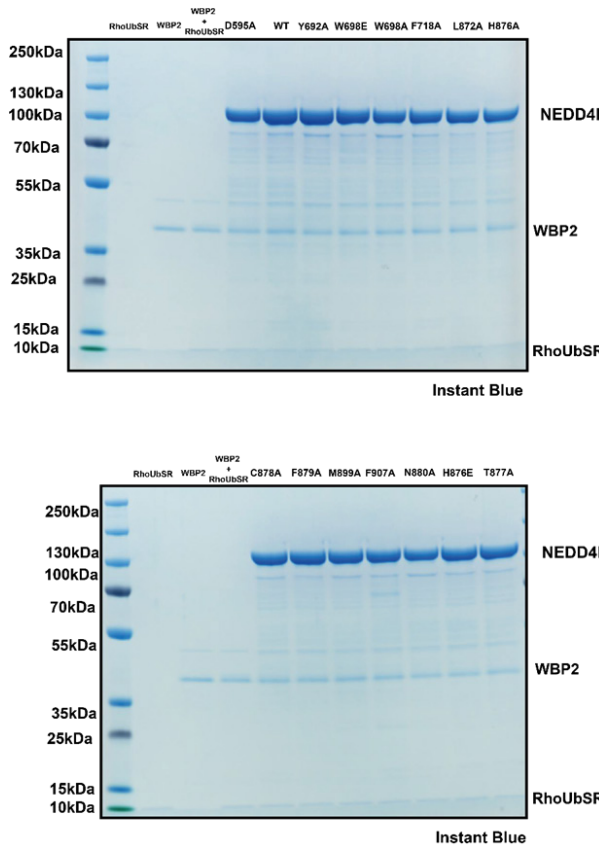 RhoUbSR WBP2 WBP2 + RhoUbSR D595A WT Y692A W698E W698A F718A L872A H876A
250kDa
130kDa
100kDa NEDD4
70kDa
55kDa
WBP2
35kDa
25kDa
15kDa
10kDa RhoUbSR
Instant Blue
RhoUbSR WBP2 WBP2 + RhoUbSR C878A F879A M899A F907A N880A H876E T877A
250kDa
130kDa NEDD4
100kDa
70kDa
55kDa
WBP2
35kDa
25kDa
15kDa
10kDa RhoUbSR
Instant Blue